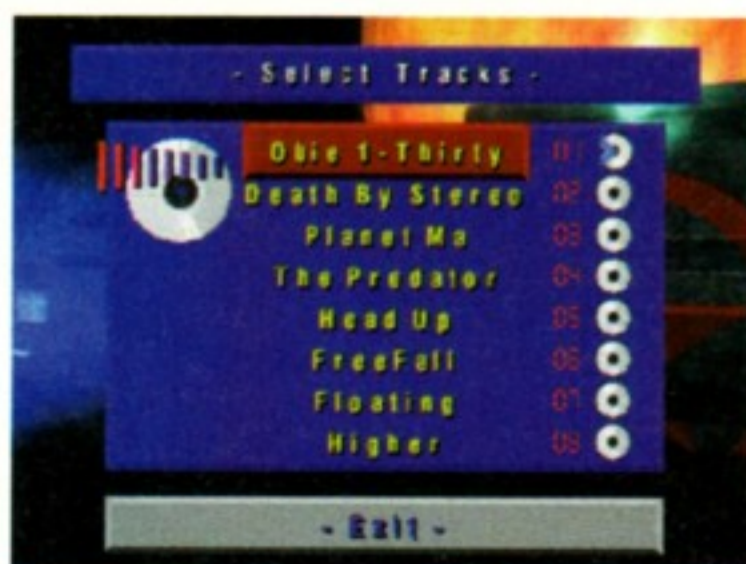 - Select Tracks -
Obie 1-Thirty 01
Death By Stereo 02
Planet Ma 03
The Predator 04
Head Up 05
FreeFall 06
Floating 07
Higher 08
- Exit -